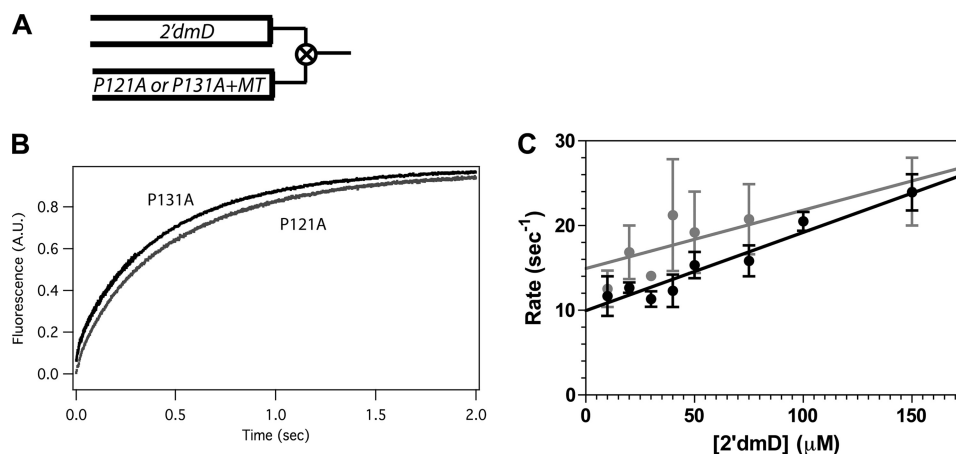 A
2'dmD
P121A or P131A+MT
B
Fluorescence (A.U.)
0.8
0.6
0.4
0.2
0.0
P131A
P121A
0.0 0.5 1.0 1.5 2.0
Time (sec)
C
Rate (sec-1)
30
20
10
0
0 50 100 150
[2'dmD] (μM)